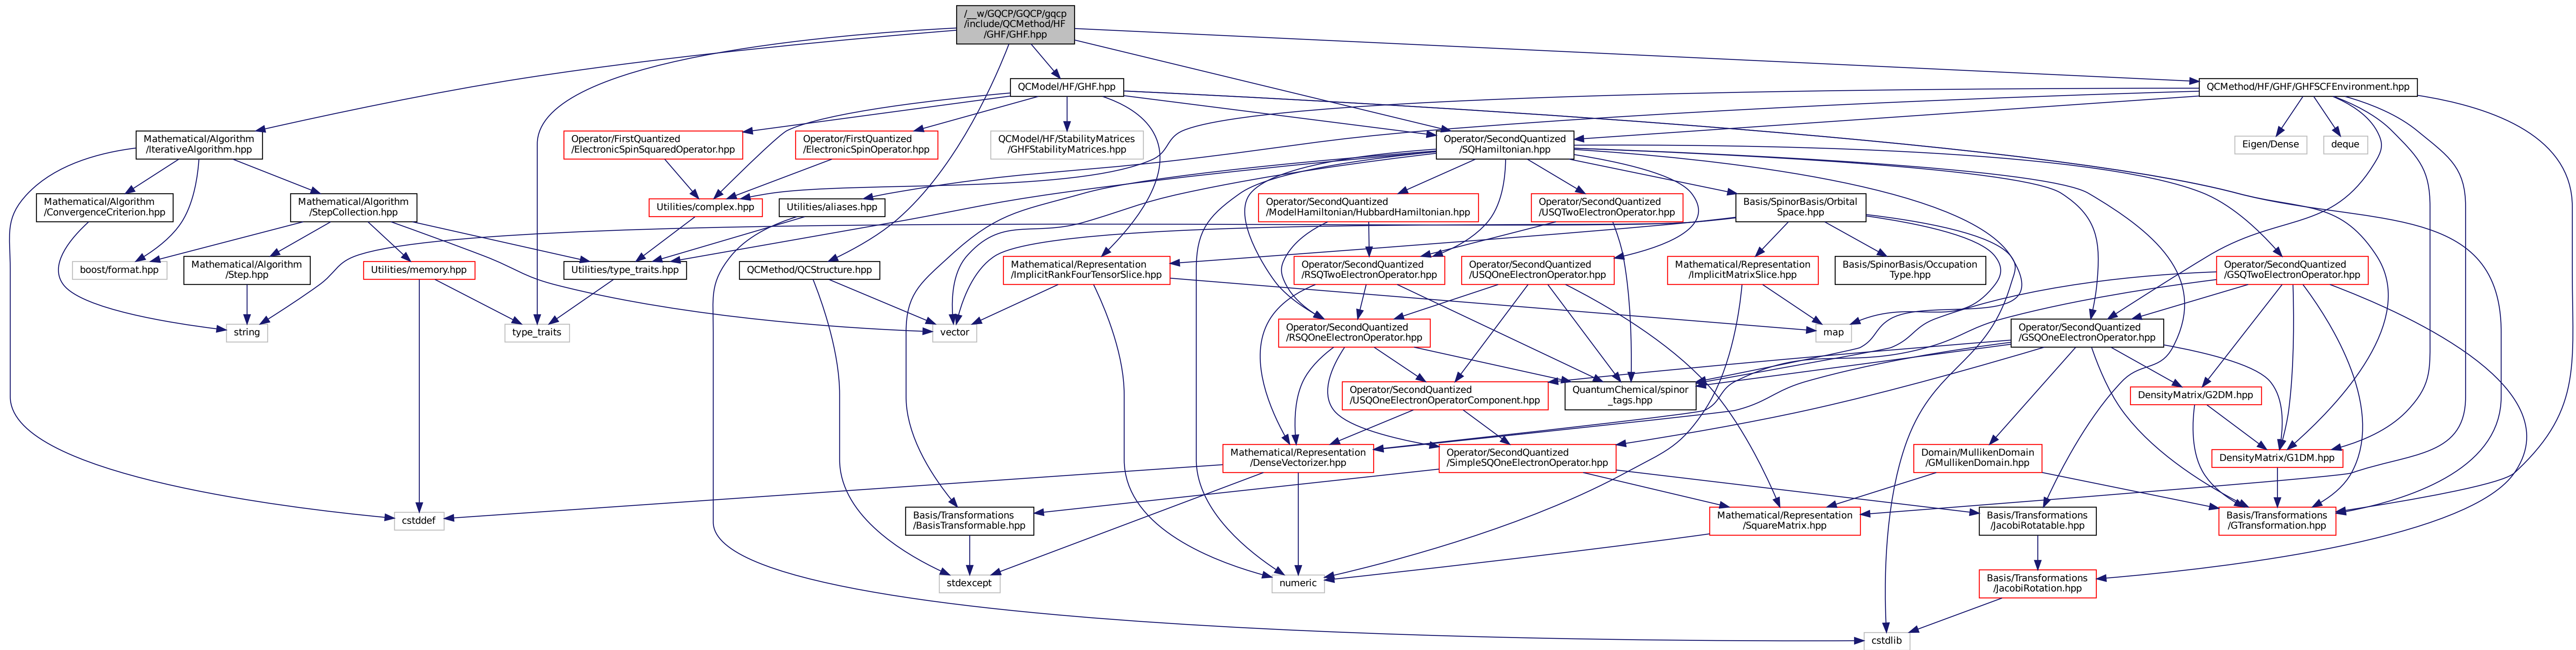 /__w/GQCP/GQCP/gqcp
/include/QCMethod/HF
/GHF/GHF.hpp
QCModel/HF/GHF.hpp
QCMethod/HF/GHF/GHFSCFEnvironment.hpp
Mathematical/Algorithm
/IterativeAlgorithm.hpp
Operator/FirstQuantized
/ElectronicSpinSquaredOperator.hpp
Operator/FirstQuantized
/ElectronicSpinOperator.hpp
QCModel/HF/StabilityMatrices
/GHFStabilityMatrices.hpp
Operator/SecondQuantized
/SQHamiltonian.hpp
Eigen/Dense
deque
Mathematical/Algorithm
/ConvergenceCriterion.hpp
Mathematical/Algorithm
/StepCollection.hpp
Utilities/complex.hpp
Utilities/aliases.hpp
Operator/SecondQuantized
/ModelHamiltonian/HubbardHamiltonian.hpp
Operator/SecondQuantized
/USQTwoElectronOperator.hpp
Basis/SpinorBasis/Orbital
Space.hpp
boost/format.hpp
Mathematical/Algorithm
/Step.hpp
Utilities/memory.hpp
Utilities/type_traits.hpp
QCMethod/QCStructure.hpp
Mathematical/Representation
/ImplicitRankFourTensorSlice.hpp
Operator/SecondQuantized
/RSQTwoElectronOperator.hpp
Operator/SecondQuantized
/USQOneElectronOperator.hpp
Mathematical/Representation
/ImplicitMatrixSlice.hpp
Basis/SpinorBasis/Occupation
Type.hpp
Operator/SecondQuantized
/GSQTwoElectronOperator.hpp
string
type_traits
vector
Operator/SecondQuantized
/RSQOneElectronOperator.hpp
map
Operator/SecondQuantized
/GSQOneElectronOperator.hpp
Operator/SecondQuantized
/USQOneElectronOperatorComponent.hpp
QuantumChemical/spinor
_tags.hpp
DensityMatrix/G2DM.hpp
Mathematical/Representation
/DenseVectorizer.hpp
Operator/SecondQuantized
/SimpleSQOneElectronOperator.hpp
Domain/MullikenDomain
/GMullikenDomain.hpp
DensityMatrix/G1DM.hpp
cstddef
Basis/Transformations
/BasisTransformable.hpp
Mathematical/Representation
/SquareMatrix.hpp
Basis/Transformations
/JacobiRotatable.hpp
Basis/Transformations
/GTransformation.hpp
stdexcept
numeric
Basis/Transformations
/JacobiRotation.hpp
cstdlib